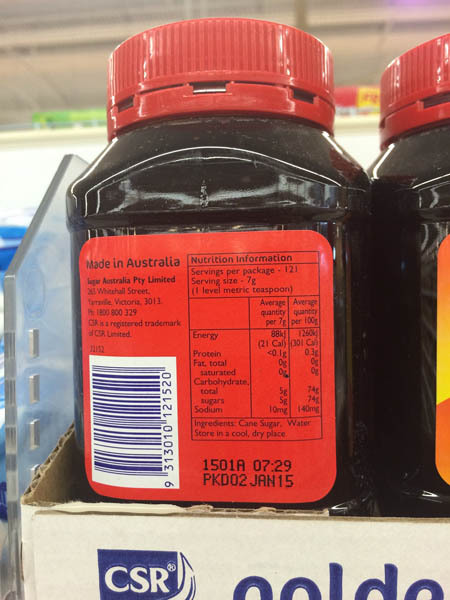 Made in Australia
Sugar Australia Pty Limited
265 Whitehall Street,
Yarraville, Victoria, 3013.
Ph: 1800 800 329
CSR is a registered trademark
of CSR Limited.
72152
9 313010 121520
Nutrition Information
Servings per package - 121
Serving size - 7g
(1 level metric teaspoon)
Average quantity per 7g Average quantity per 100g
Energy 88kJ 1260kJ
(21 Cal) (301 Cal)
Protein <0.1g 0.3g
Fat, total 0g 0g
saturated 0g 0g
Carbohydrate,
total 5g 74g
sugars 5g 74g
Sodium 10mg 140mg
Ingredients: Cane Sugar, Water
Store in a cool, dry place
1501A 07:29
PKD02JAN15
CSR®
golde